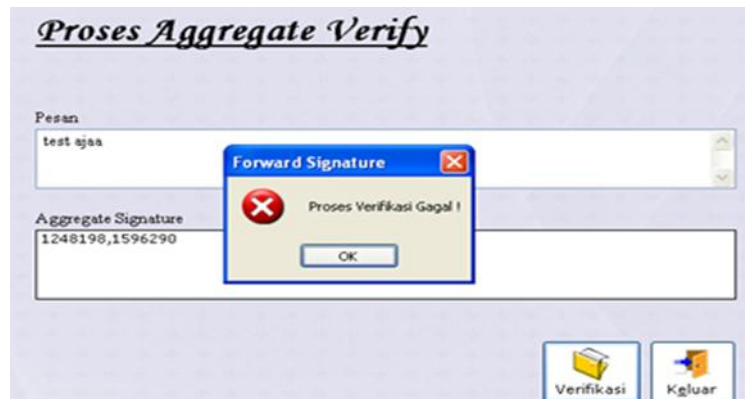 Proses Aggregate Verify
Pesan
test ajaa
Forward Signature
Proses Verifikasi Gagal !
OK
Aggregate Signature
1248198,1596290
Verifikasi
Keluar